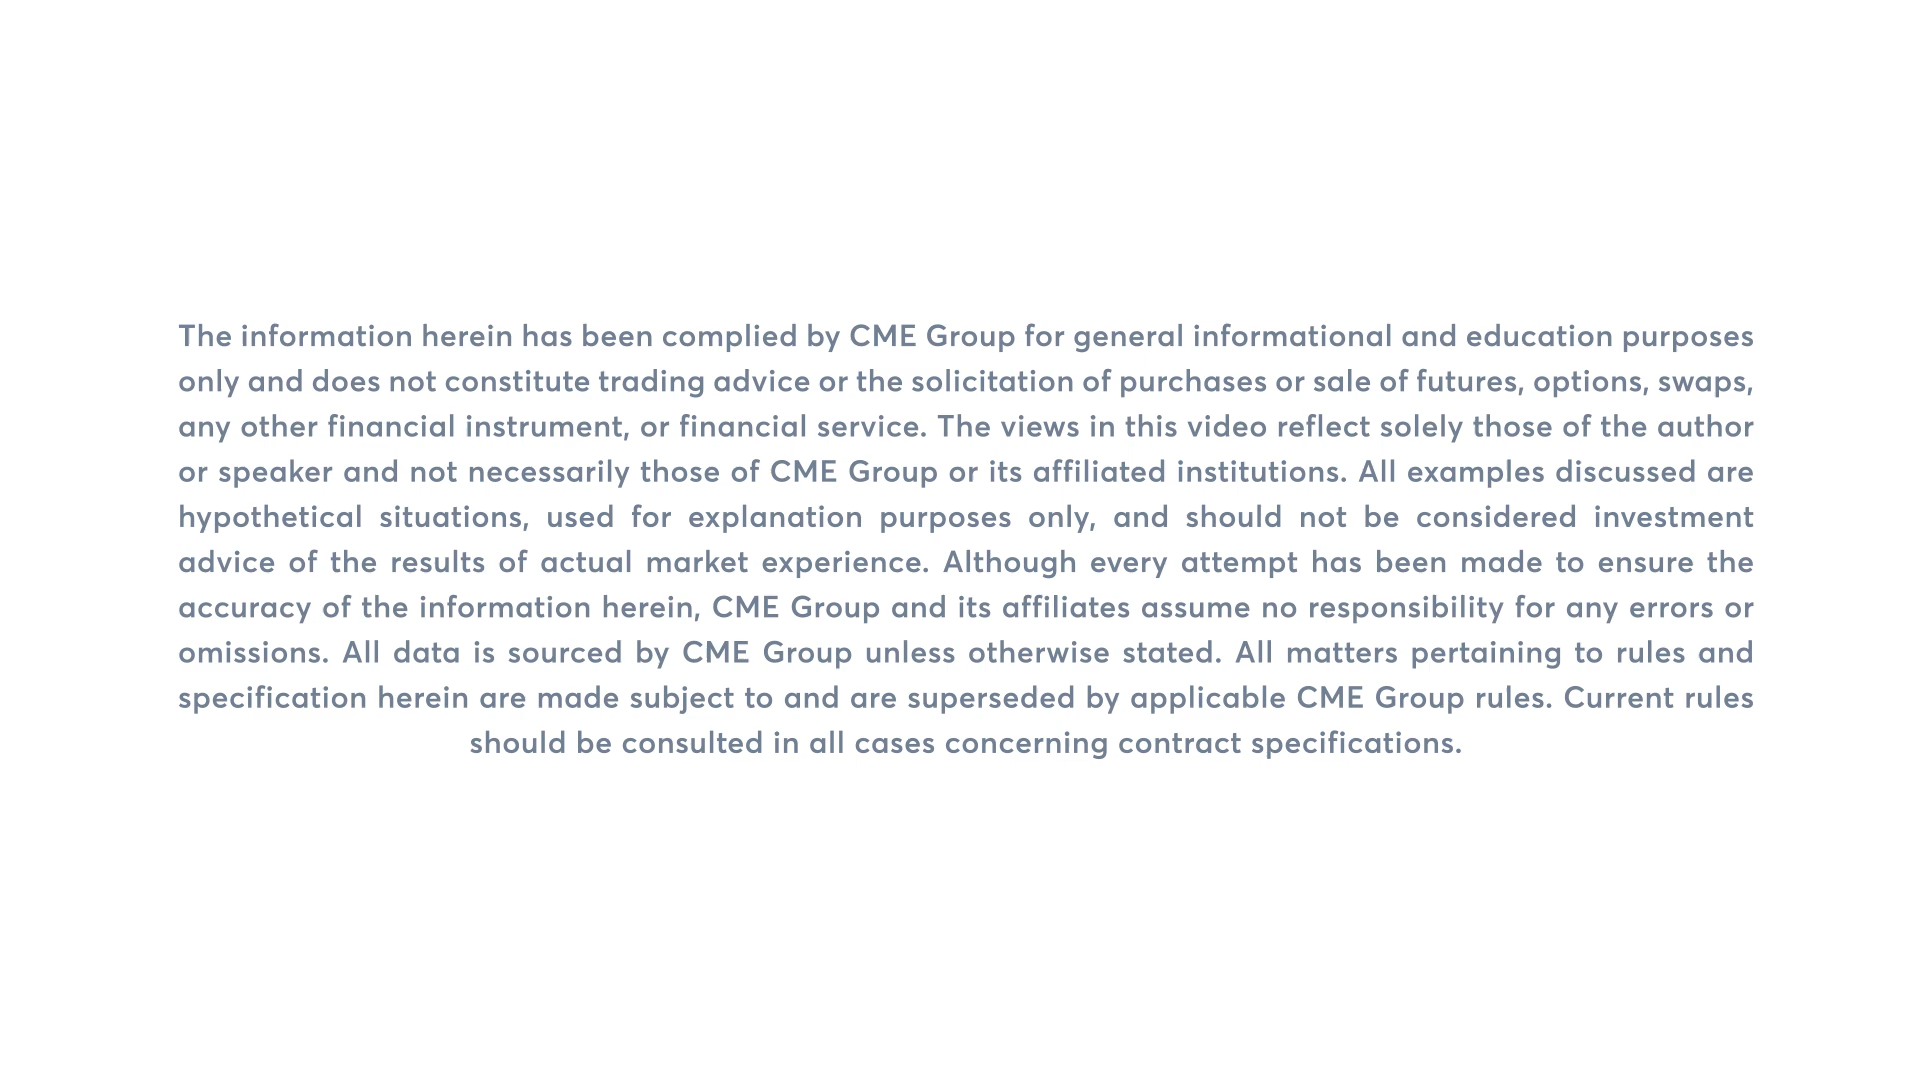 The information herein has been complied by CME Group for general informational and education purposes
only and does not constitute trading advice or the solicitation of purchases or sale of futures, options, swaps,
any other financial instrument, or financial service. The views in this video reflect solely those of the author
or speaker and not necessarily those of CME Group or its affiliated institutions. All examples discussed are
hypothetical situations, used for explanation purposes only, and should not be considered investment
advice of the results of actual market experience. Although every attempt has been made to ensure the
accuracy of the information herein, CME Group and its affiliates assume no responsibility for any errors or
omissions. All data is sourced by CME Group unless otherwise stated. All matters pertaining to rules and
specification herein are made subject to and are superseded by applicable CME Group rules. Current rules
should be consulted in all cases concerning contract specifications.